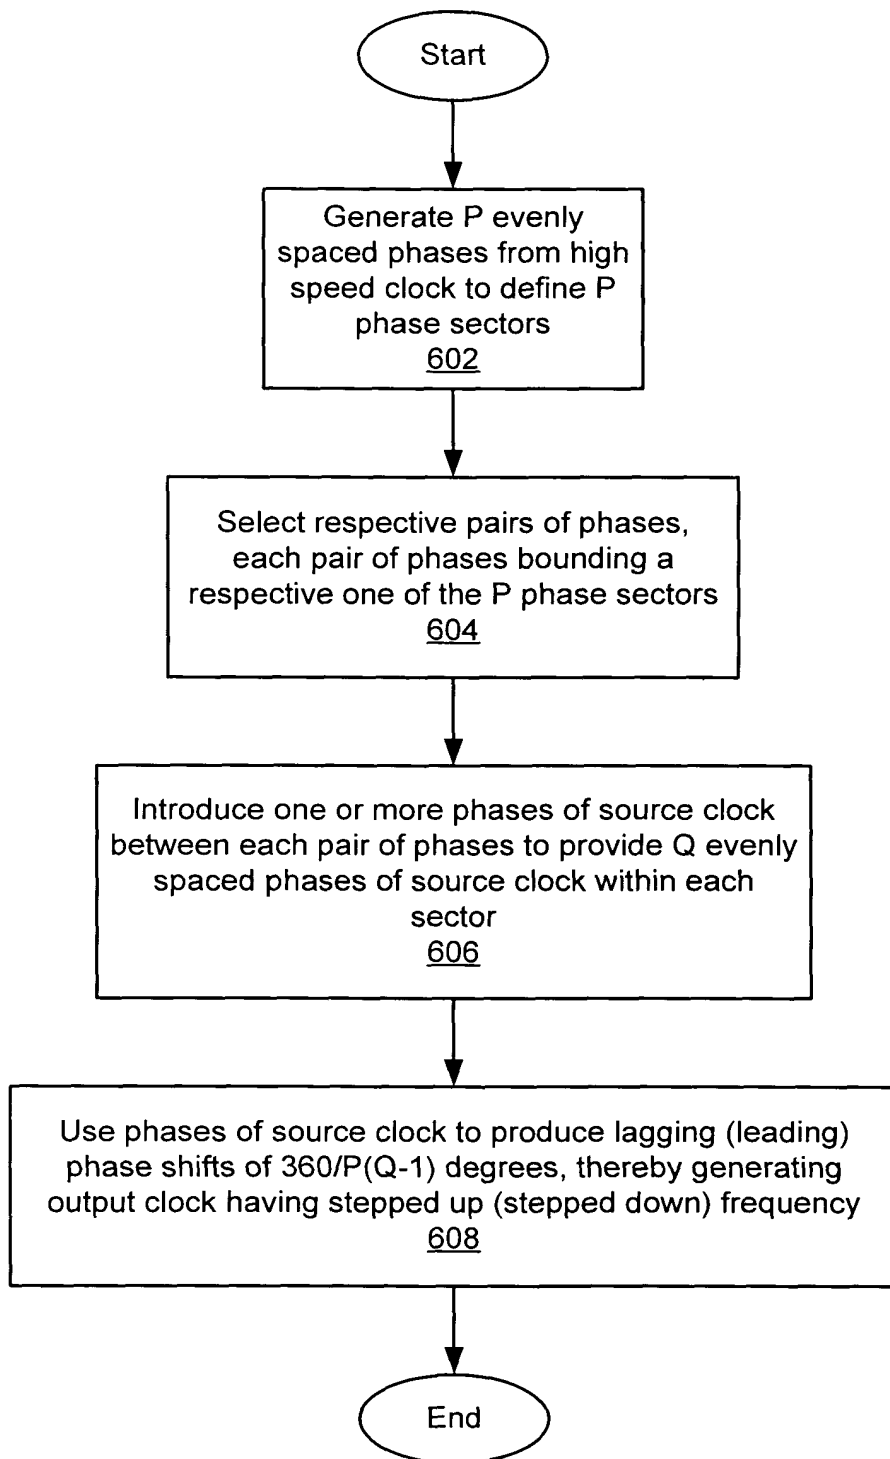 Start
Generate P evenly
spaced phases from high
speed clock to define P
phase sectors
602
Select respective pairs of phases,
each pair of phases bounding a
respective one of the P phase sectors
604
Introduce one or more phases of source clock
between each pair of phases to provide Q evenly
spaced phases of source clock within each
sector
606
Use phases of source clock to produce lagging (leading)
phase shifts of 360/P(Q-1) degrees, thereby generating
output clock having stepped up (stepped down) frequency
608
End